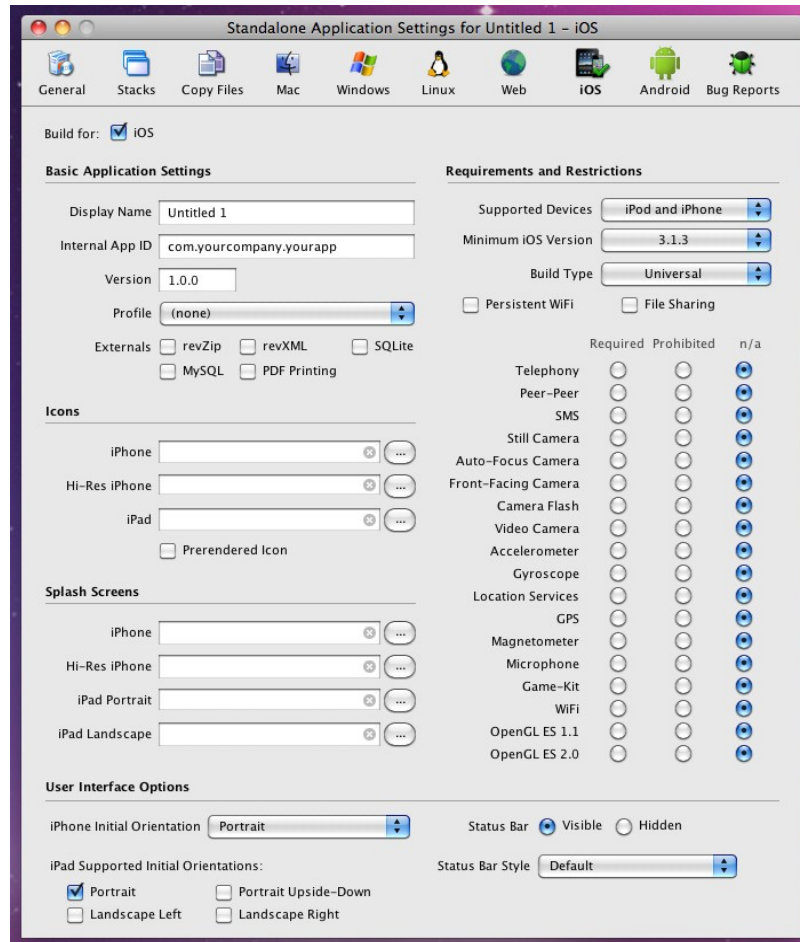 Standalone Application Settings for Untitled 1 – iOS
General Stacks Copy Files Mac Windows Linux Web iOS Android Bug Reports
Build for: iOS
Basic Application Settings
Display Name Untitled 1
Internal App ID com.yourcompany.yourapp
Version 1.0.0
Profile (none)
Externals revZip revXML SQLite
MySQL PDF Printing
Icons
iPhone ...
Hi-Res iPhone ...
iPad ...
Prerendered Icon
Splash Screens
iPhone ...
Hi-Res iPhone ...
iPad Portrait ...
iPad Landscape ...
Requirements and Restrictions
Supported Devices iPod and iPhone
Minimum iOS Version 3.1.3
Build Type Universal
Persistent WiFi File Sharing
Required Prohibited n/a
Telephony
Peer-Peer
SMS
Still Camera
Auto-Focus Camera
Front-Facing Camera
Camera Flash
Video Camera
Accelerometer
Gyroscope
Location Services
GPS
Magnetometer
Microphone
Game-Kit
WiFi
OpenGL ES 1.1
OpenGL ES 2.0
User Interface Options
iPhone Initial Orientation Portrait
iPad Supported Initial Orientations:
Portrait Portrait Upside-Down
Landscape Left Landscape Right
Status Bar Visible Hidden
Status Bar Style Default